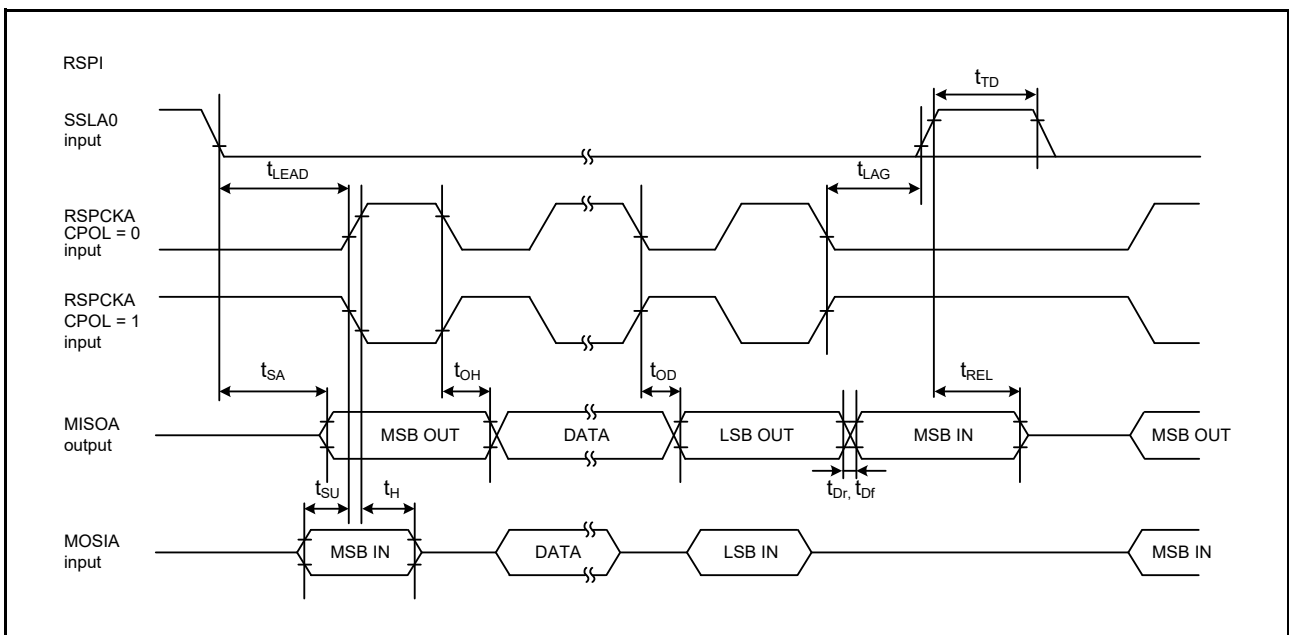 RSPI
tTD
SSLA0
input
tLEAD
tLAG
RSPCKA
CPOL = 0
input
RSPCKA
CPOL = 1
input
tSA
tOH
tOD
tREL
MISOA
output
MSB OUT
DATA
LSB OUT
MSB IN
MSB OUT
tSU
tH
tDr, tDf
MOSIA
input
MSB IN
DATA
LSB IN
MSB IN